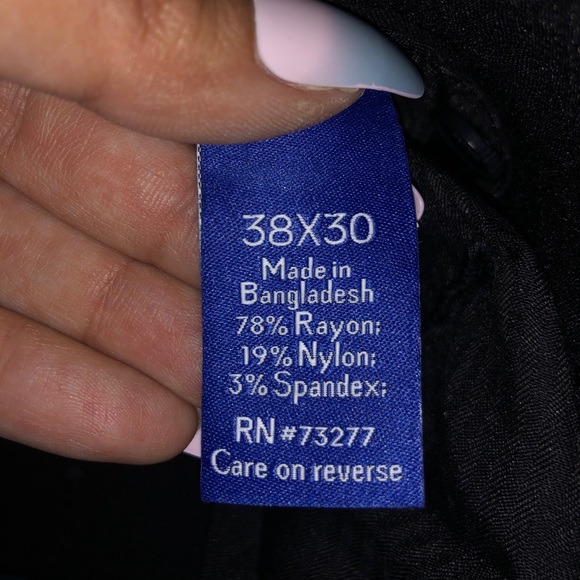 38X30
Made in
Bangladesh
78% Rayon;
19% Nylon;
3% Spandex;
RN #73277
Care on reverse